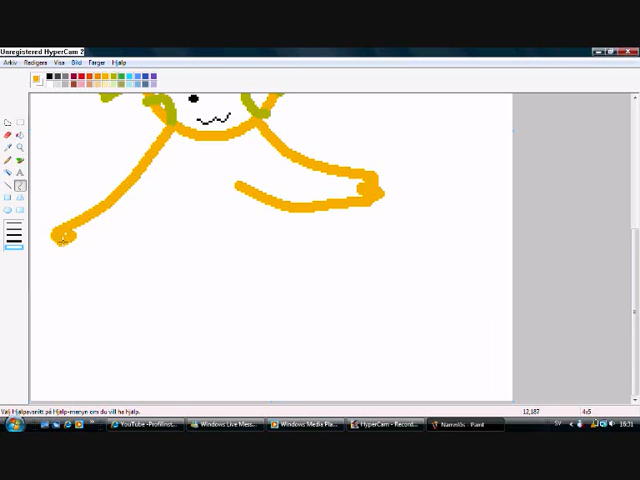 Unregistered HyperCam 2
Arkiv Redigera Visa Bild Färger Hjälp
Välj Hjälpavsnitt på Hjälp-menyn om du vill ha hjälp.
12,187
4x5
YouTube -Profilinst...
Windows Live Mess...
Windows Media Pla...
HyperCam - Record...
Namnlös - Paint
SV
16:31